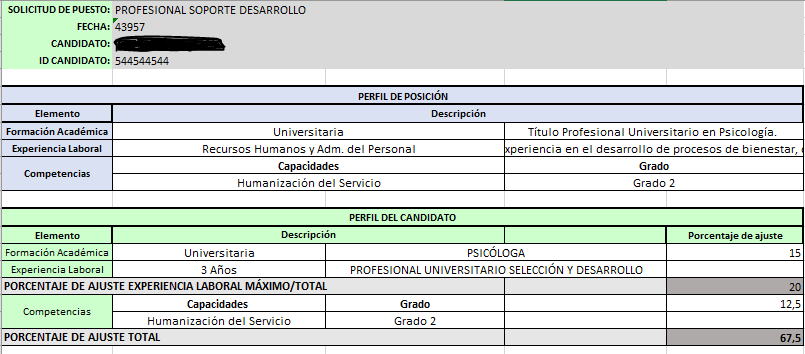 SOLICITUD DE PUESTO: PROFESIONAL SOPORTE DESARROLLO
FECHA: 43957
CANDIDATO:
ID CANDIDATO: 544544544
PERFIL DE POSICIÓN
Elemento Descripción
Formación Académica Universitaria Título Profesional Universitario en Psicología.
Experiencia Laboral Recursos Humanos y Adm. del Personal xperiencia en el desarrollo de procesos de bienestar,
Competencias
Capacidades Grado
Humanización del Servicio Grado 2
PERFIL DEL CANDIDATO
Elemento Descripción Porcentaje de ajuste
Formación Académica Universitaria PSICÓLOGA 15
Experiencia Laboral 3 Años PROFESIONAL UNIVERSITARIO SELECCIÓN Y DESARROLLO
PORCENTAJE DE AJUSTE EXPERIENCIA LABORAL MÁXIMO/TOTAL 20
Competencias
Capacidades Grado 12,5
Humanización del Servicio Grado 2
PORCENTAJE DE AJUSTE TOTAL 67,5